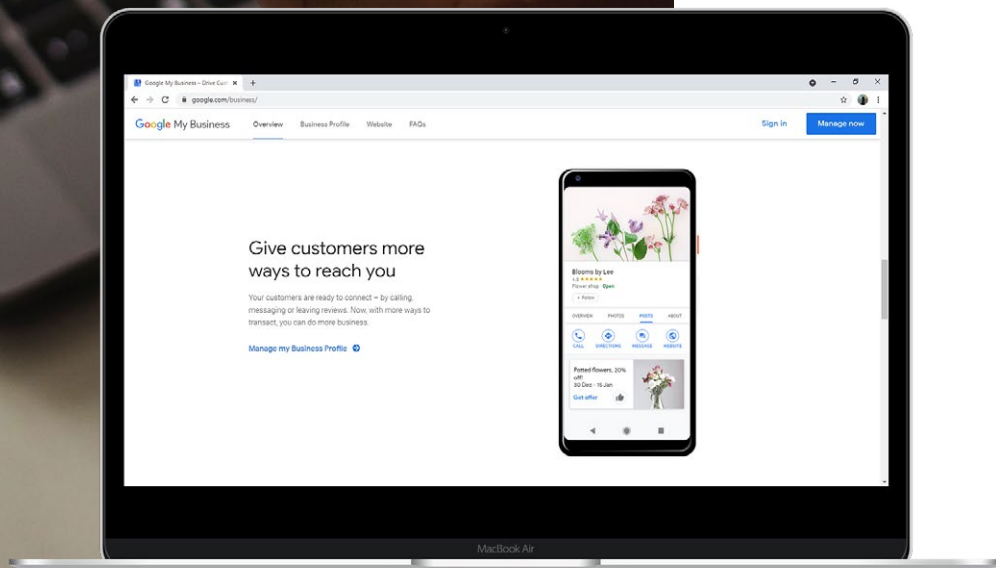 Google My Business – Drive Cus
google.com/business/
Google My Business Overview Business Profile Website FAQs Sign in Manage now
Give customers more
ways to reach you
Your customers are ready to connect – by calling,
messaging or leaving reviews. Now, with more ways to
transact, you can do more business.
Manage my Business Profile
Blooms by Lee
4.8 ★★★★★
Flower shop · Open
+ Follow
OVERVIEW PHOTOS POSTS ABOUT
CALL DIRECTIONS MESSAGE WEBSITE
Potted flowers, 20%
off!
30 Dec - 15 Jan
Get offer
MacBook Air